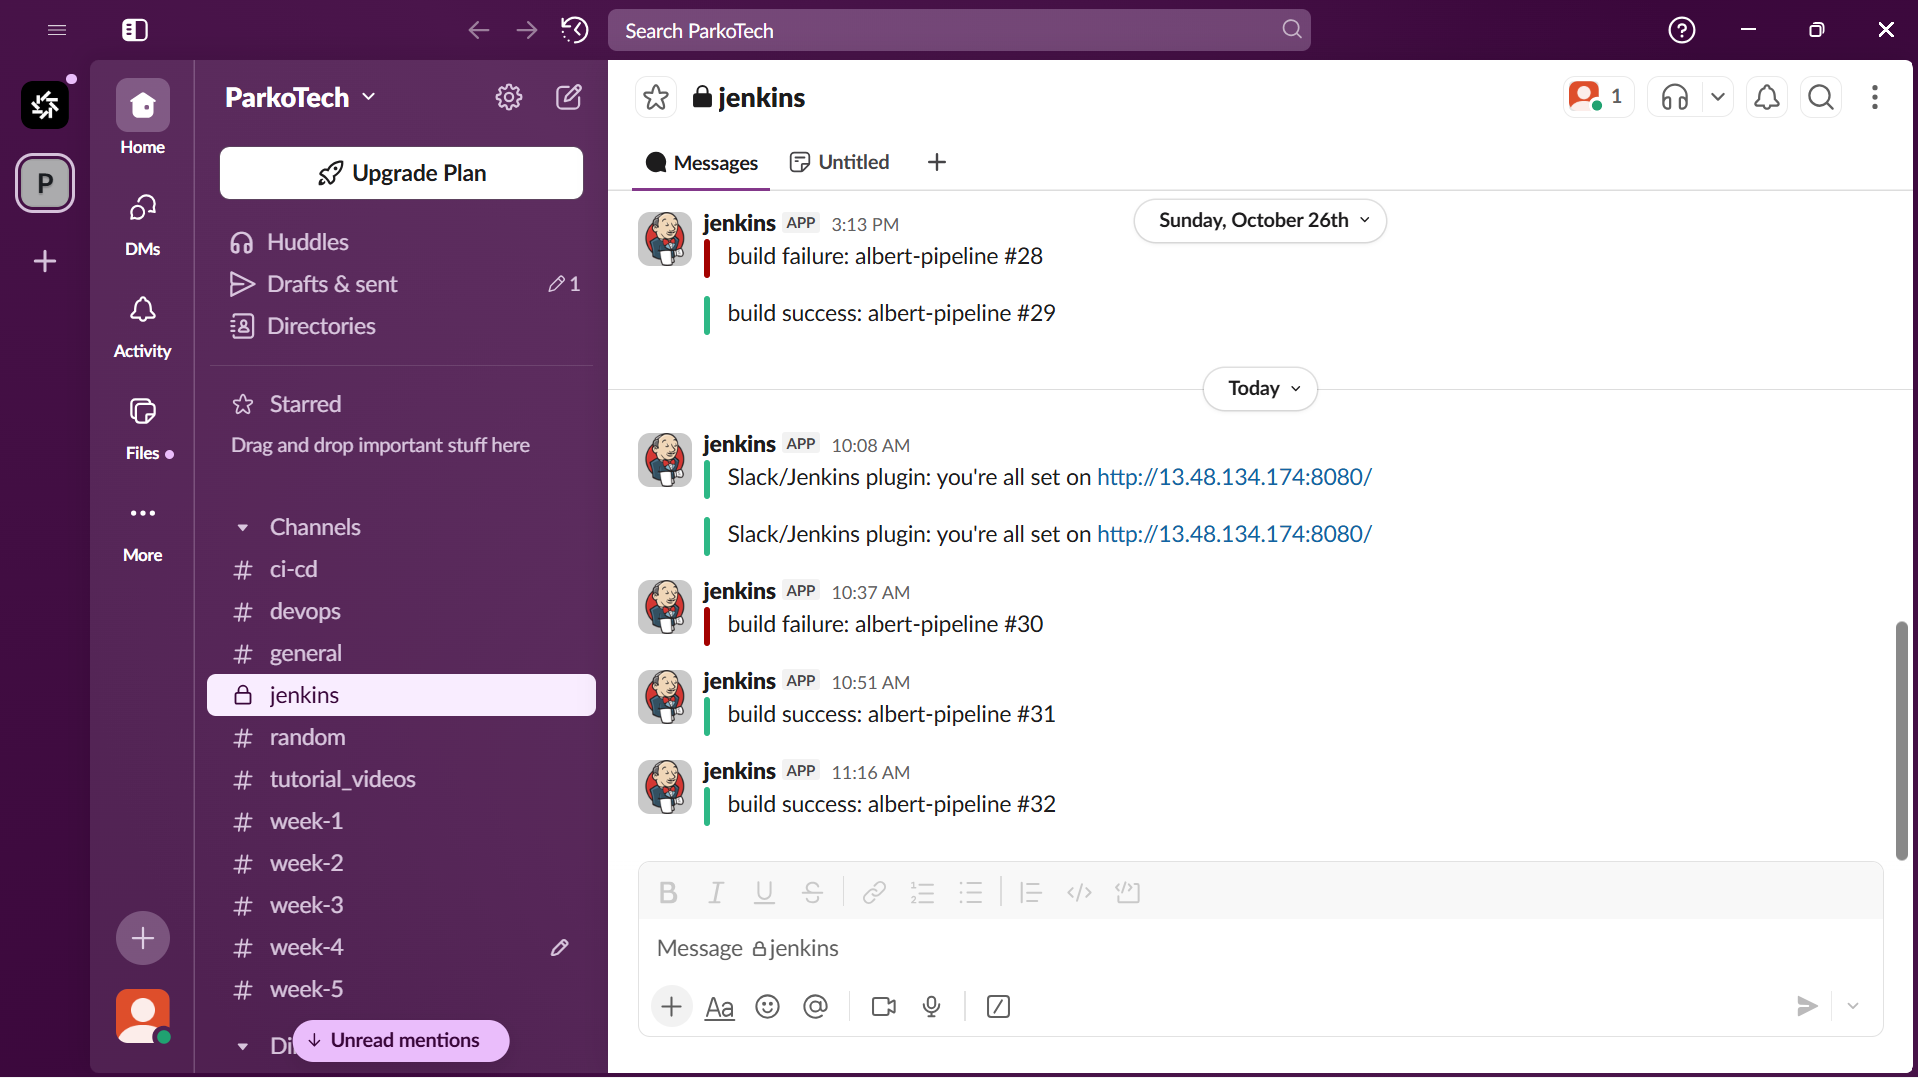 Search ParkoTech
P
Home
DMs
Activity
Files
More
ParkoTech
Upgrade Plan
Huddles
Drafts & sent
1
Directories
Starred
Drag and drop important stuff here
Channels
# ci-cd
# devops
# general
jenkins
# random
# tutorial_videos
# week-1
# week-2
# week-3
# week-4
# week-5
Unread mentions
jenkins
1
Messages
Untitled
Sunday, October 26th
jenkins APP 3:13 PM
build failure: albert-pipeline #28
build success: albert-pipeline #29
Today
jenkins APP 10:08 AM
Slack/Jenkins plugin: you're all set on http://13.48.134.174:8080/
Slack/Jenkins plugin: you're all set on http://13.48.134.174:8080/
jenkins APP 10:37 AM
build failure: albert-pipeline #30
jenkins APP 10:51 AM
build success: albert-pipeline #31
jenkins APP 11:16 AM
build success: albert-pipeline #32
Message jenkins
Aa